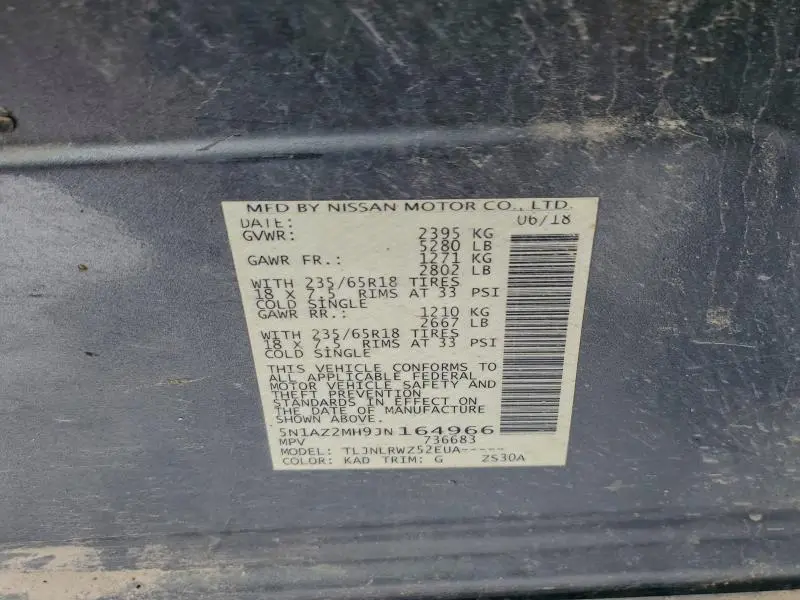 MFD BY NISSAN MOTOR CO., LTD.
DATE: 06/18
GVWR: 2395 KG
5280 LB
GAWR FR.: 1271 KG
2802 LB
WITH 235/65R18 TIRES
18 X 7.5 RIMS AT 33 PSI
COLD SINGLE
GAWR RR.: 1210 KG
2667 LB
WITH 235/65R18 TIRES
18 X 7.5 RIMS AT 33 PSI
COLD SINGLE
THIS VEHICLE CONFORMS TO
ALL APPLICABLE FEDERAL
MOTOR VEHICLE SAFETY AND
THEFT PREVENTION
STANDARDS IN EFFECT ON
THE DATE OF MANUFACTURE
SHOWN ABOVE.
5N1AZ2MH9JN164966
MPV 736683
MODEL: TLJNLRWZ52EUA-----
COLOR: KAD TRIM: G ZS30A